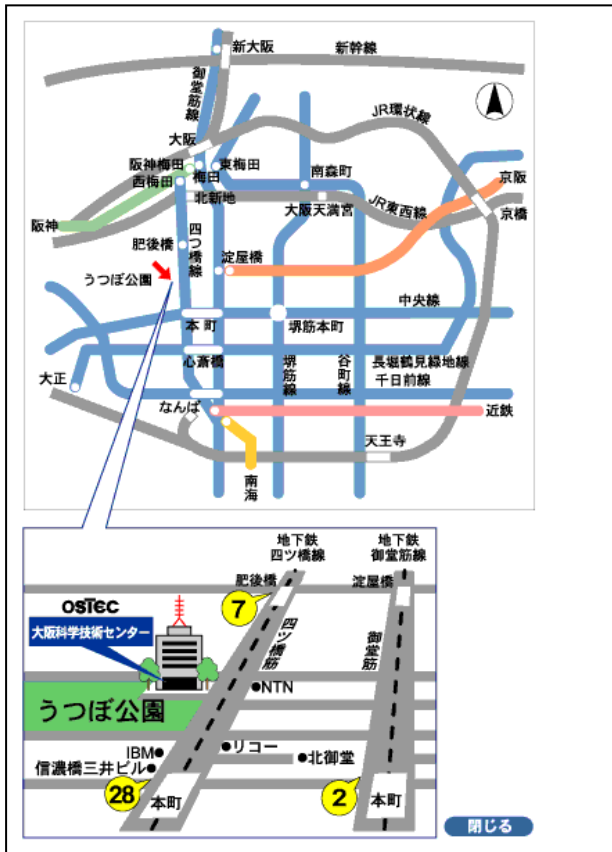 新大阪
新幹線
御堂筋線
大阪
JR環状線
阪神梅田
東梅田
西梅田
梅田
南森町
京阪
北新地
大阪天満宮
JR東西線
京橋
阪神
肥後橋
四つ橋線
淀屋橋
うつぼ公園
中央線
本町
堺筋本町
心斎橋
堺筋線
谷町線
長堀鶴見緑地線
千日前線
大正
なんば
近鉄
天王寺
南海
地下鉄
四ツ橋線
地下鉄
御堂筋線
肥後橋
淀屋橋
OSTEC
7
大阪科学技術センター
四ツ橋筋
御堂筋
NTN
うつぼ公園
IBM
リコー
北御堂
信濃橋三井ビル
28
本町
2
本町
閉じる